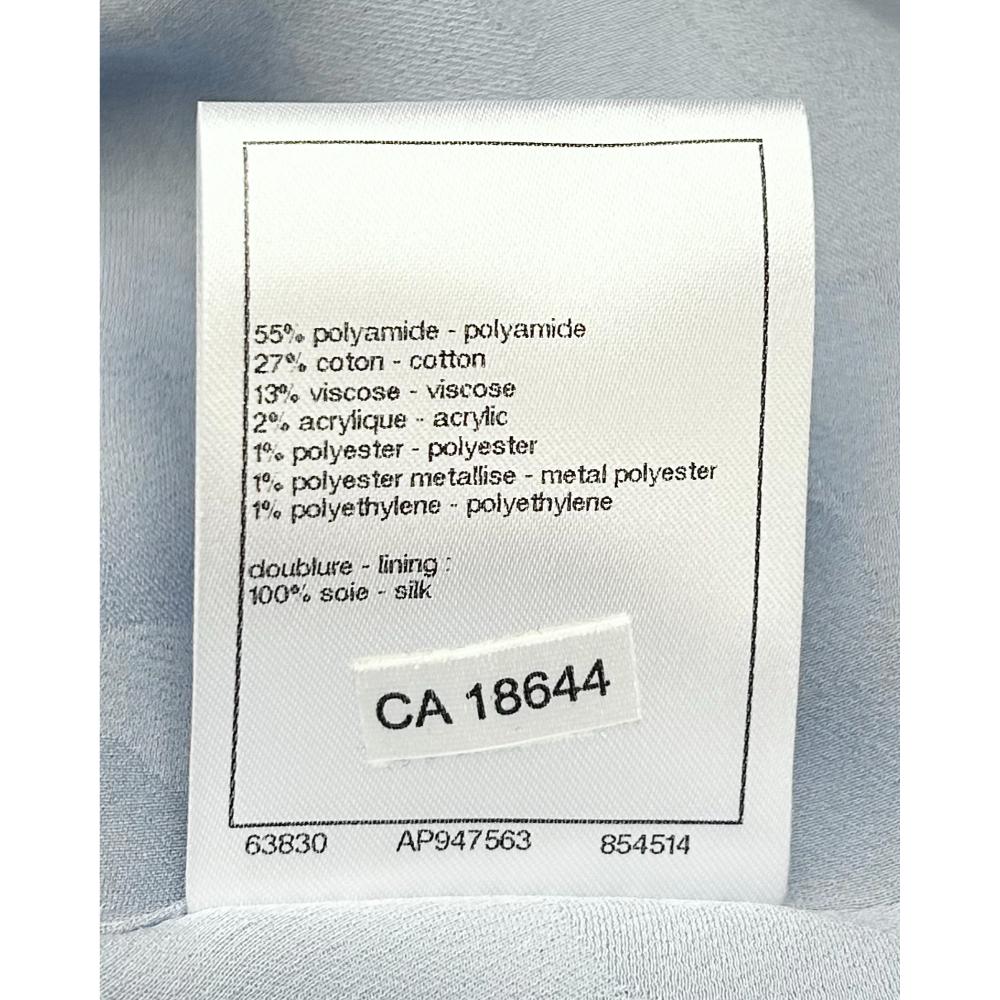 55% polyamide - polyamide
27% coton - cotton
13% viscose - viscose
2% acrylique - acrylic
1% polyester - polyester
1% polyester metallise - metal polyester
1% polyethylene - polyethylene
doublure - lining :
100% soie - silk
CA 18644
63830 AP947563 854514